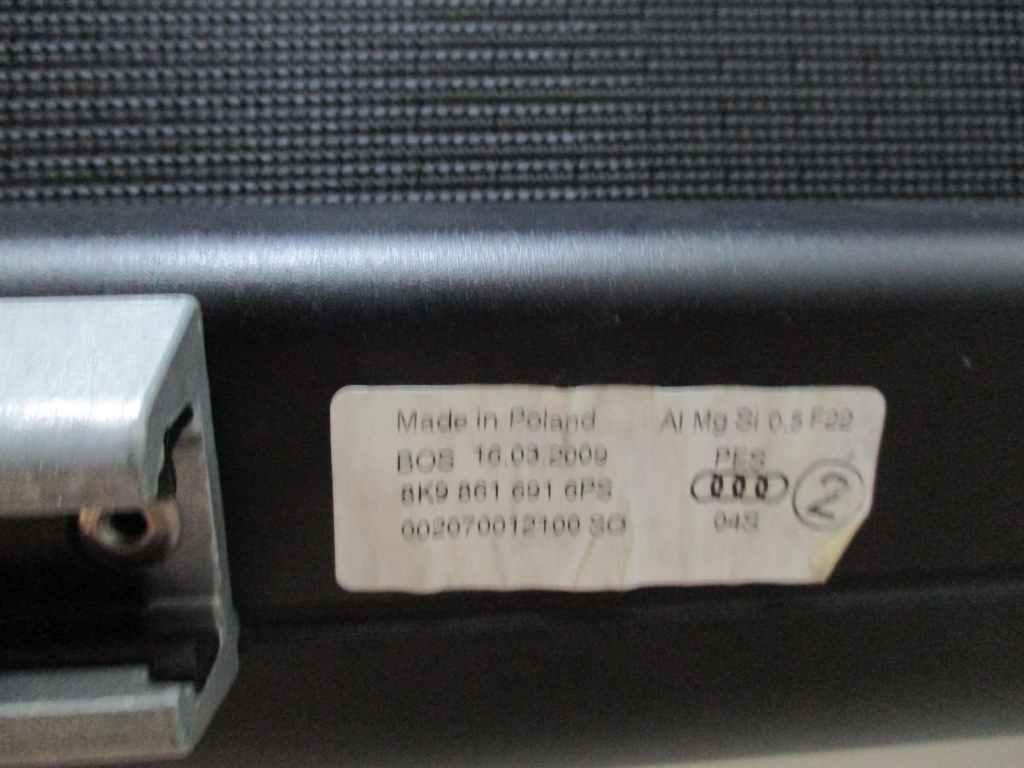 Made in Poland
Al Mg Si 0,5 F22
BOS 16.03.2009
PES
8K9 861 691 6PS
2
002070012100 SO
04S